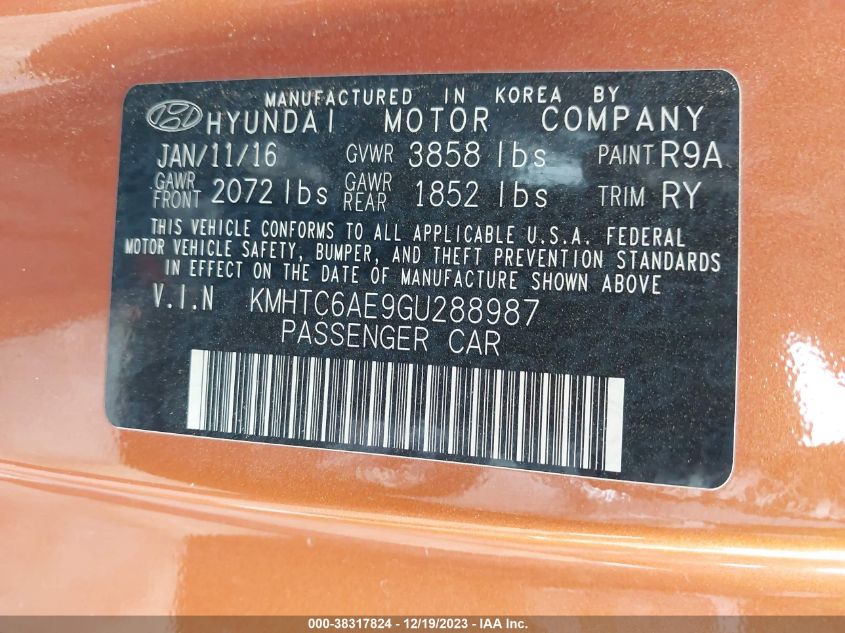 MANUFACTURED IN KOREA BY
HYUNDAI MOTOR COMPANY
JAN/11/16 GVWR 3858 lbs PAINT R9A
GAWR FRONT 2072 lbs GAWR REAR 1852 lbs TRIM RY
THIS VEHICLE CONFORMS TO ALL APPLICABLE U.S.A. FEDERAL
MOTOR VEHICLE SAFETY, BUMPER, AND THEFT PREVENTION STANDARDS
IN EFFECT ON THE DATE OF MANUFACTURE SHOWN ABOVE
V.I.N KMHTC6AE9GU288987
PASSENGER CAR
000-38317824 - 12/19/2023 - IAA Inc.